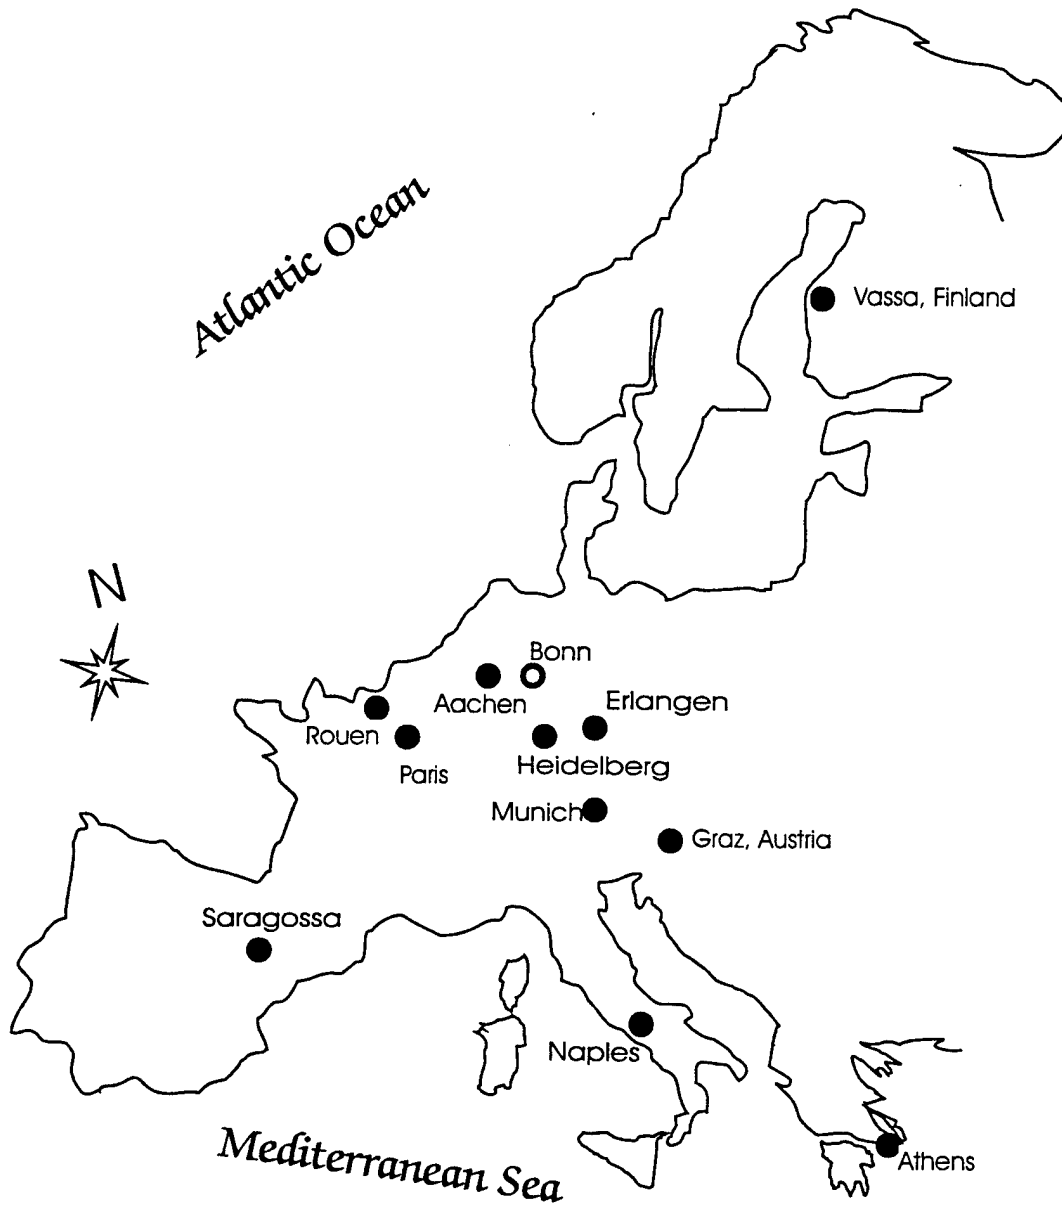 Atlantic Ocean
Vassa, Finland
N
Bonn
Aachen
Erlangen
Rouen
Heidelberg
Paris
Munich
Graz, Austria
Saragossa
Naples
Mediterranean Sea
Athens